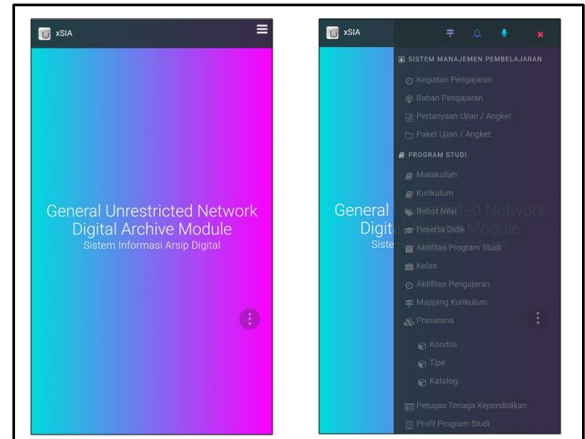 xSIA
General Unrestricted Network
Digital Archive Module
Sistem Informasi Arsip Digital
xSIA
SISTEM MANAJEMEN PEMBELAJARAN
Kegiatan Pengajaran
Bahan Pengajaran
Pertanyaan Ujian / Angket
Paket Ujian / Angket
PROGRAM STUDI
Matakuliah
Kurikulum
General
Bobot Nilai
Peserta Didik
Aktifitas Program Studi
Kelas
Aktifitas Pengajaran
Mapping Kurikulum
Prasarana
Kondisi
Tipe
Katalog
Petugas Tenaga Kependidikan
Profil Program Studi